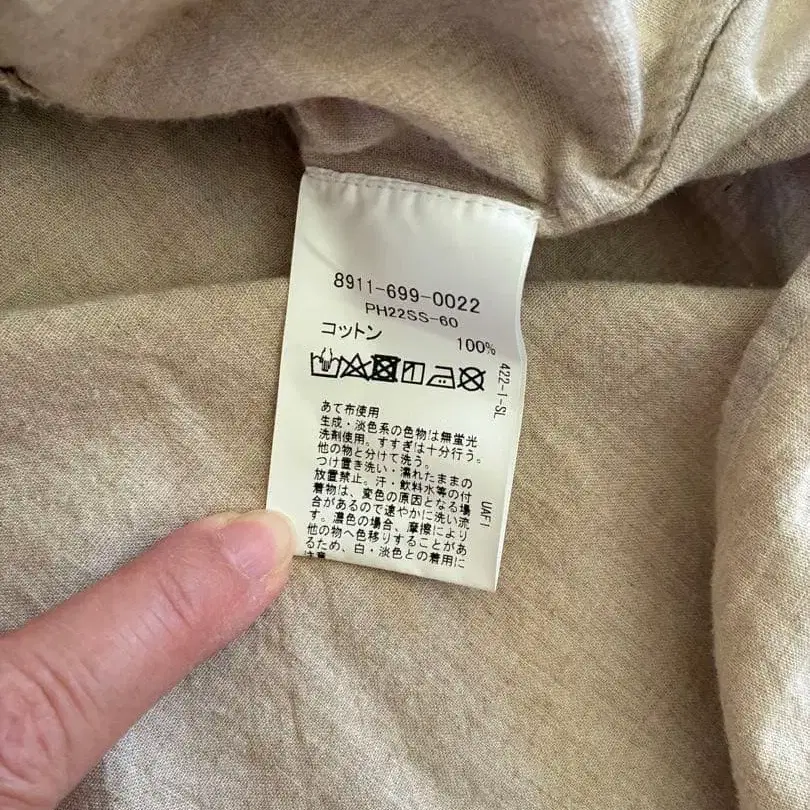 8911-699-0022
PH22SS-60
コットン 100%
422-1-SL
あて布使用
生成・淡色系の色物は無蛍光
洗剤使用。すすぎは十分行う。
他の物と分けて洗う。
つけ置き洗い・濡れたままの
放置禁止。汗・飲料水等の付
着物は、変色の原因となる場
合があるので速やかに洗い流
す。濃色の場合、摩擦により
他の物へ色移りすることがあ
るため、白・淡色との着用に
注意
UAF1